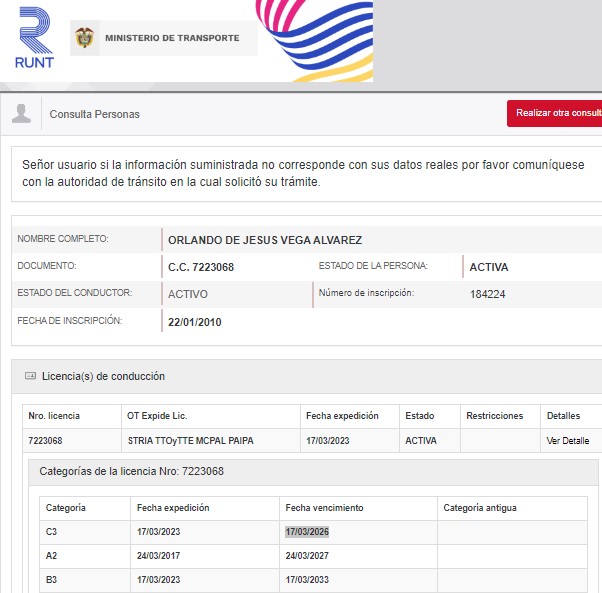 RUNT
MINISTERIO DE TRANSPORTE
Consulta Personas
Realizar otra consult
Señor usuario si la información suministrada no corresponde con sus datos reales por favor comuníquese
con la autoridad de tránsito en la cual solicitó su trámite.
NOMBRE COMPLETO: ORLANDO DE JESUS VEGA ALVAREZ
DOCUMENTO: C.C. 7223068 ESTADO DE LA PERSONA: ACTIVA
ESTADO DEL CONDUCTOR: ACTIVO Número de inscripción: 184224
FECHA DE INSCRIPCIÓN: 22/01/2010
Licencia(s) de conducción
Nro. licencia OT Expide Lic. Fecha expedición Estado Restricciones Detalles
7223068 STRIA TTOyTTE MCPAL PAIPA 17/03/2023 ACTIVA Ver Detalle
Categorías de la licencia Nro: 7223068
Categoría Fecha expedición Fecha vencimiento Categoría antigua
C3 17/03/2023 17/03/2026
A2 24/03/2017 24/03/2027
B3 17/03/2023 17/03/2033